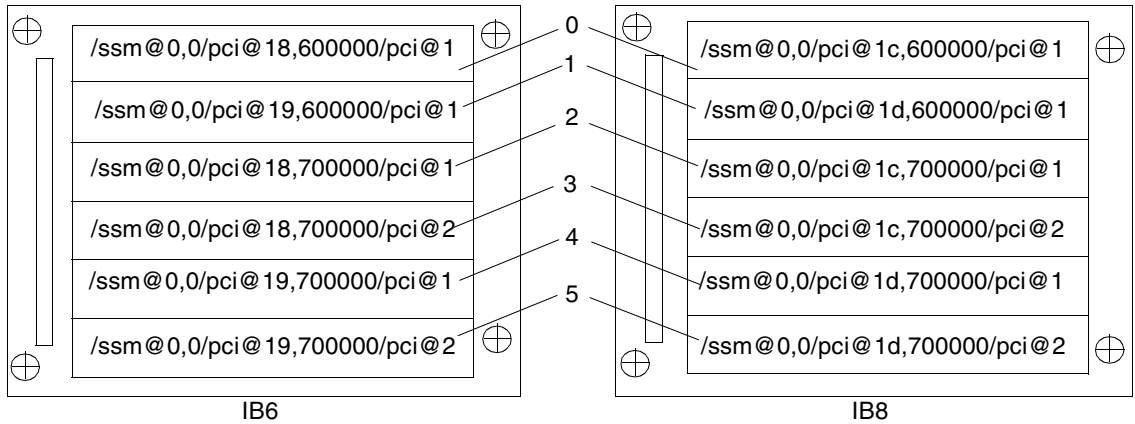 /ssm@0,0/pci@18,600000/pci@1
/ssm@0,0/pci@19,600000/pci@1
/ssm@0,0/pci@18,700000/pci@1
/ssm@0,0/pci@18,700000/pci@2
/ssm@0,0/pci@19,700000/pci@1
/ssm@0,0/pci@19,700000/pci@2
IB6
0
1
2
3
4
5
/ssm@0,0/pci@1c,600000/pci@1
/ssm@0,0/pci@1d,600000/pci@1
/ssm@0,0/pci@1c,700000/pci@1
/ssm@0,0/pci@1c,700000/pci@2
/ssm@0,0/pci@1d,700000/pci@1
/ssm@0,0/pci@1d,700000/pci@2
IB8